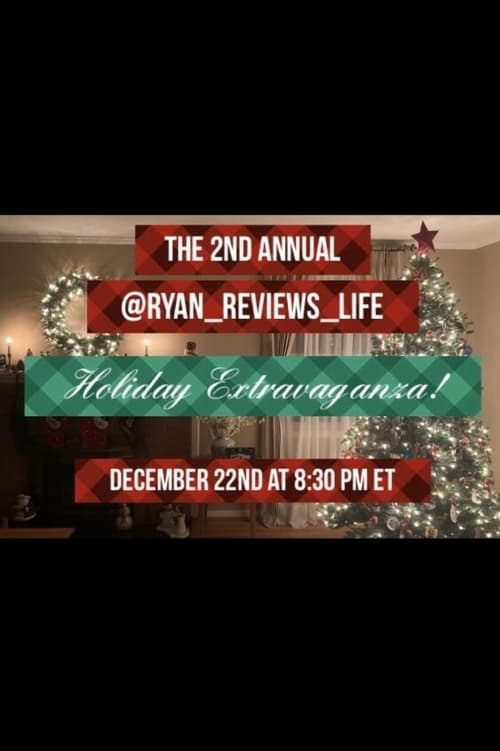 THE 2ND ANNUAL
@RYAN_REVIEWS_LIFE
Holiday Extravaganza!
DECEMBER 22ND AT 8:30 PM ET